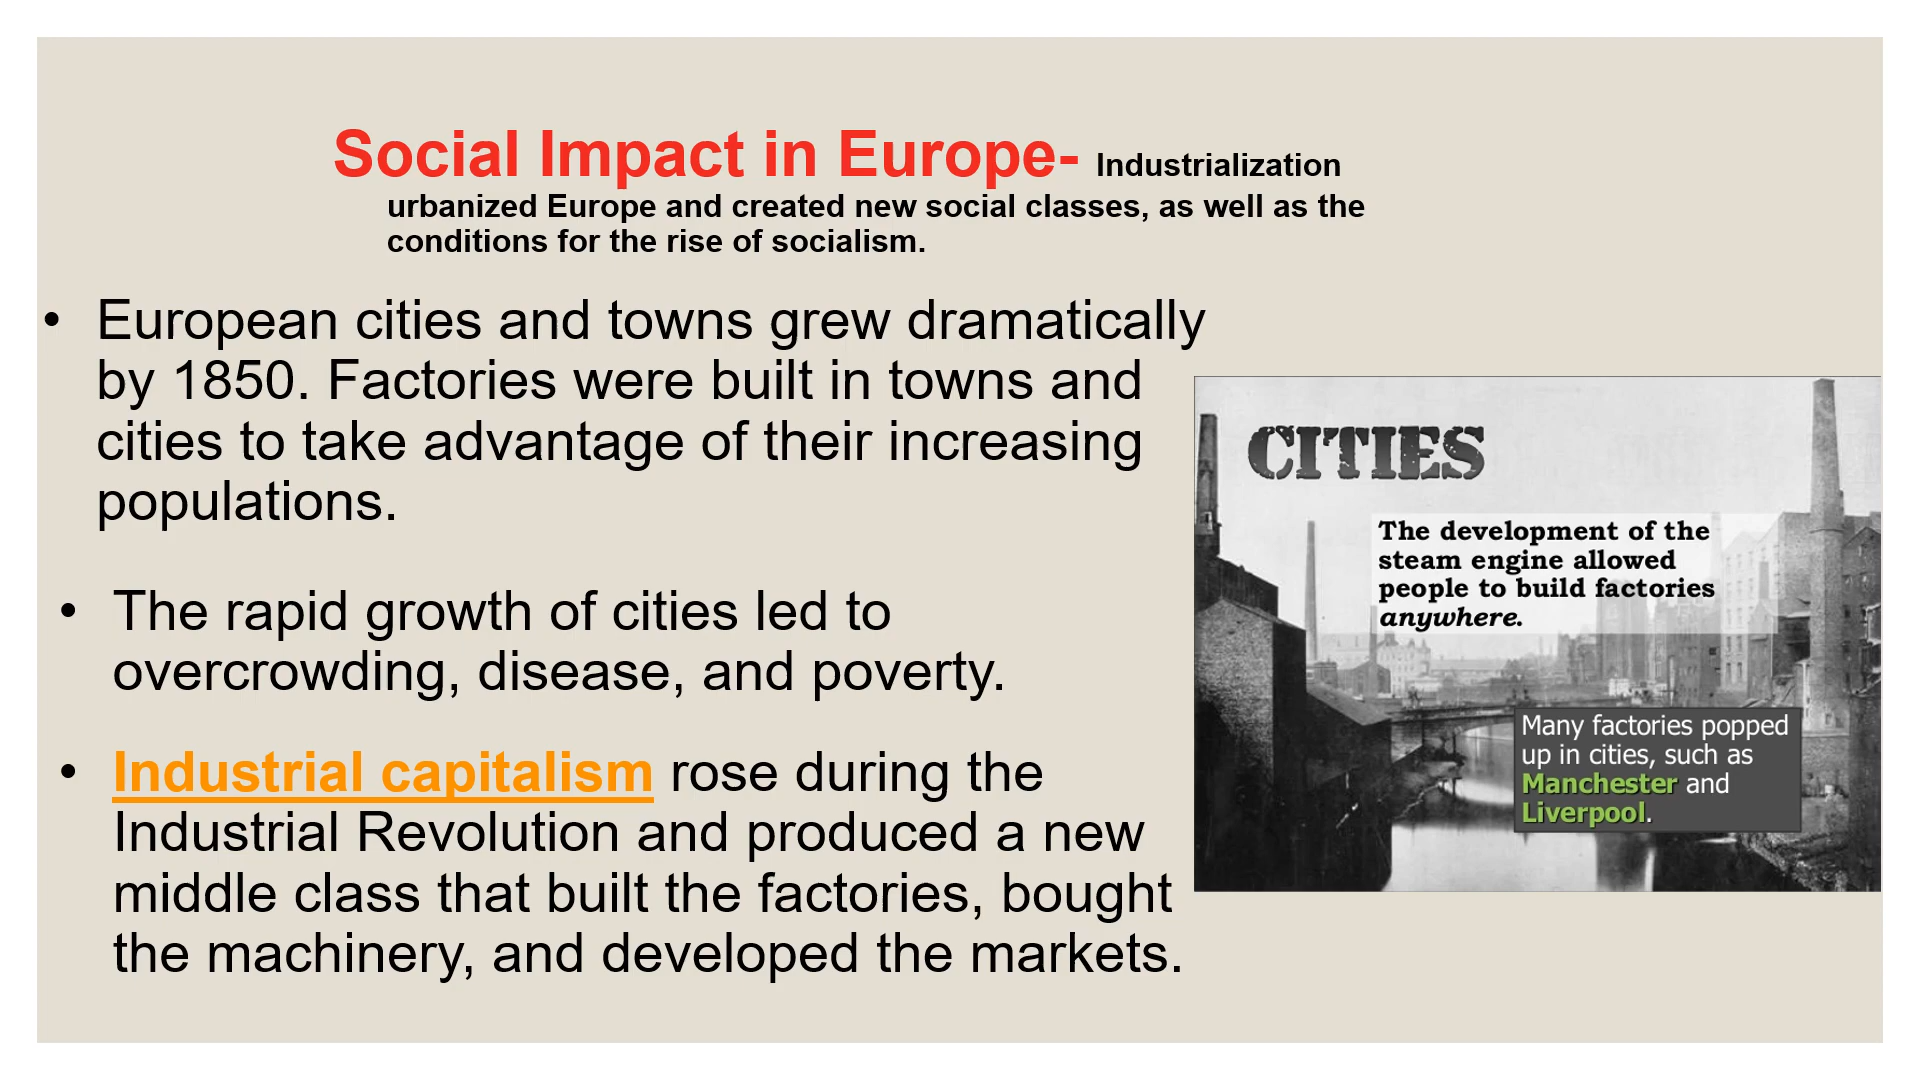 Social Impact in Europe- Industrialization
urbanized Europe and created new social classes, as well as the
conditions for the rise of socialism.
• European cities and towns grew dramatically
by 1850. Factories were built in towns and
cities to take advantage of their increasing
populations.
• The rapid growth of cities led to
overcrowding, disease, and poverty.
• Industrial capitalism rose during the
Industrial Revolution and produced a new
middle class that built the factories, bought
the machinery, and developed the markets.
CITIES
The development of the
steam engine allowed
people to build factories
anywhere.
Many factories popped
up in cities, such as
Manchester and
Liverpool.